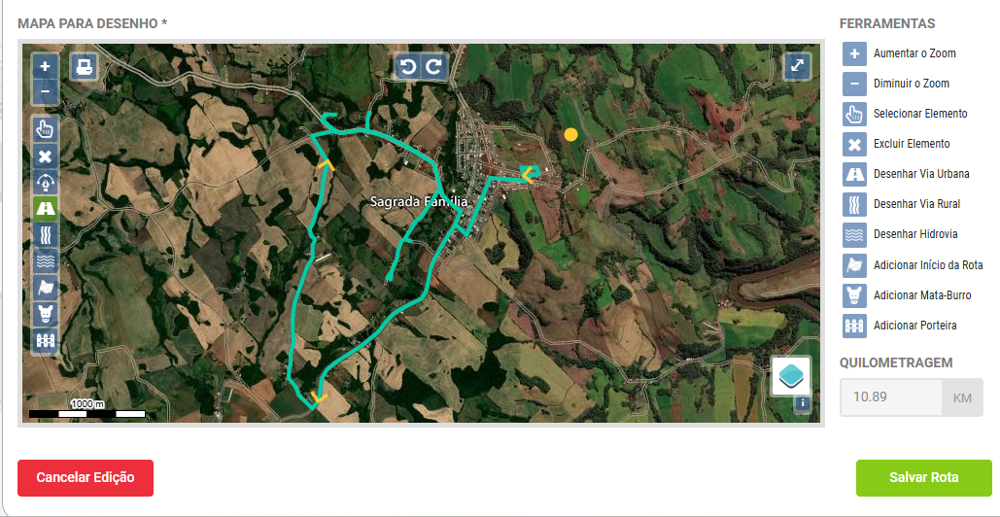 MAPA PARA DESENHO *
FERRAMENTAS
+
−
Sagrada Família
1000 m
i
+ Aumentar o Zoom
− Diminuir o Zoom
Selecionar Elemento
Excluir Elemento
Desenhar Via Urbana
Desenhar Via Rural
Desenhar Hidrovia
Adicionar Início da Rota
Adicionar Mata-Burro
Adicionar Porteira
QUILOMETRAGEM
10.89 KM
Cancelar Edição
Salvar Rota